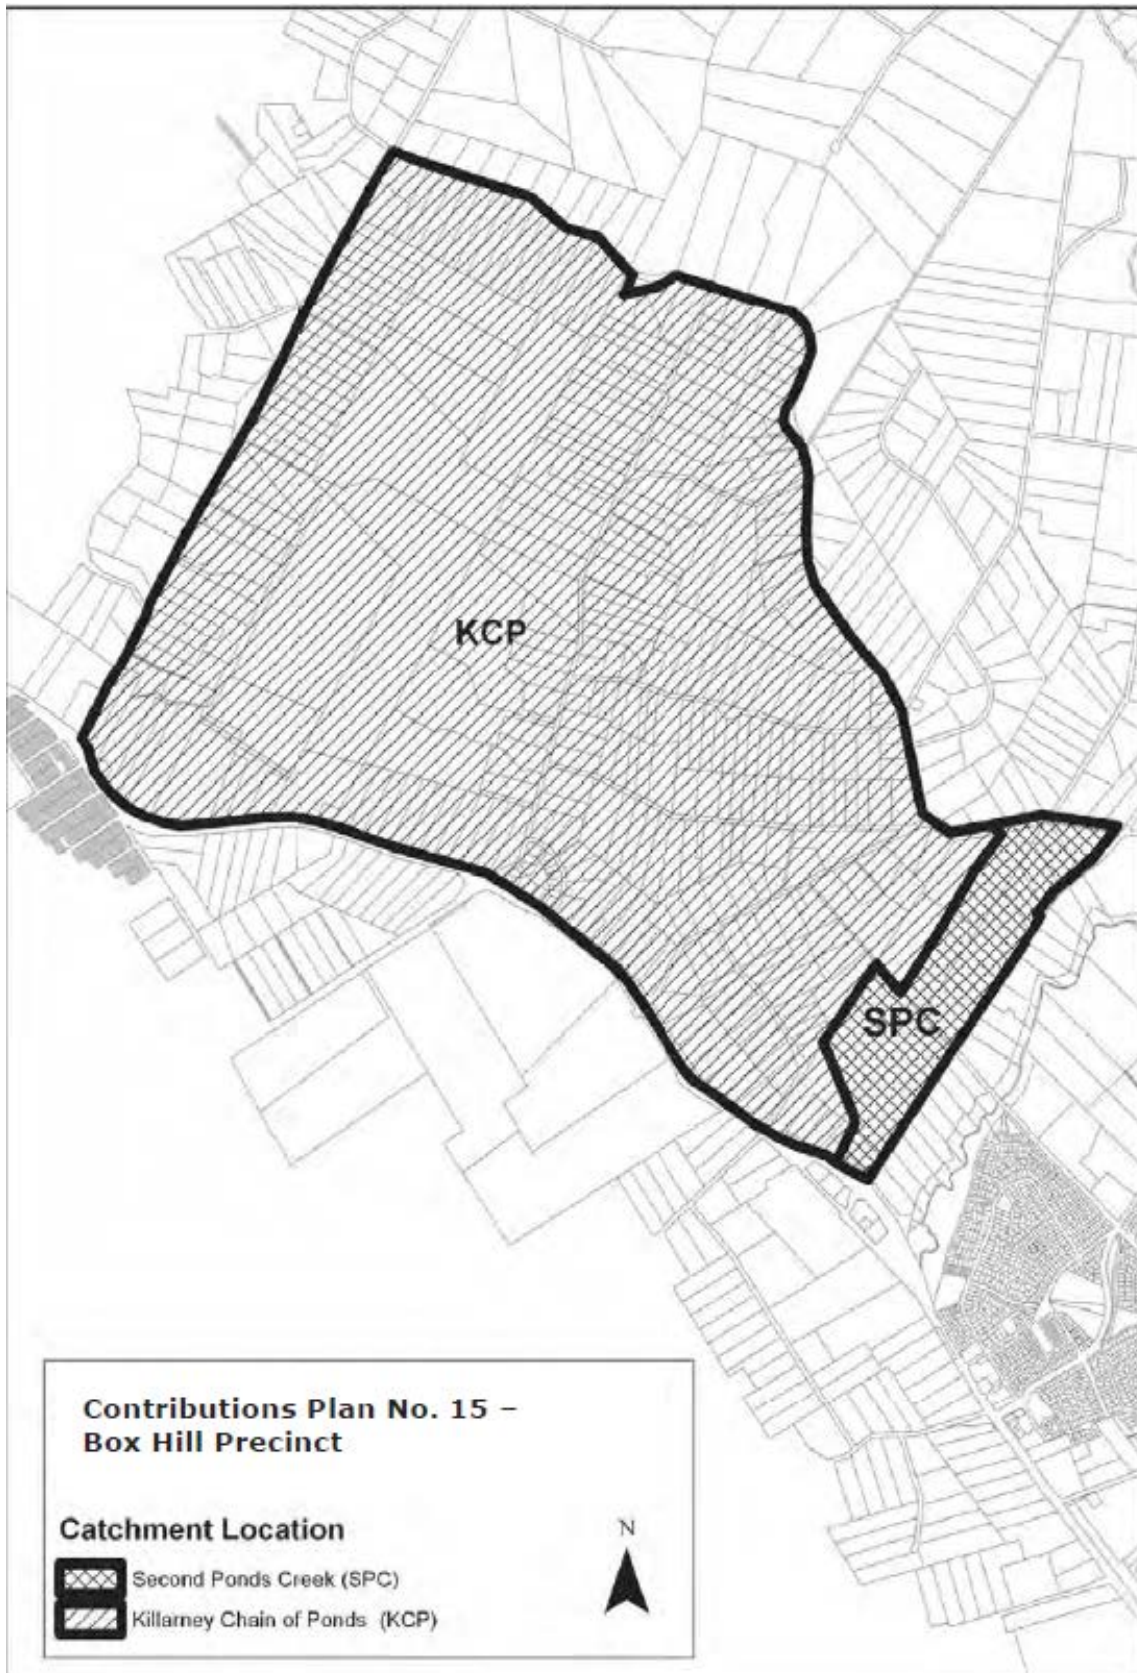 KCP
SPC
Contributions Plan No. 15 –
Box Hill Precinct
Catchment Location
N
Second Ponds Creek (SPC)
Killarney Chain of Ponds (KCP)